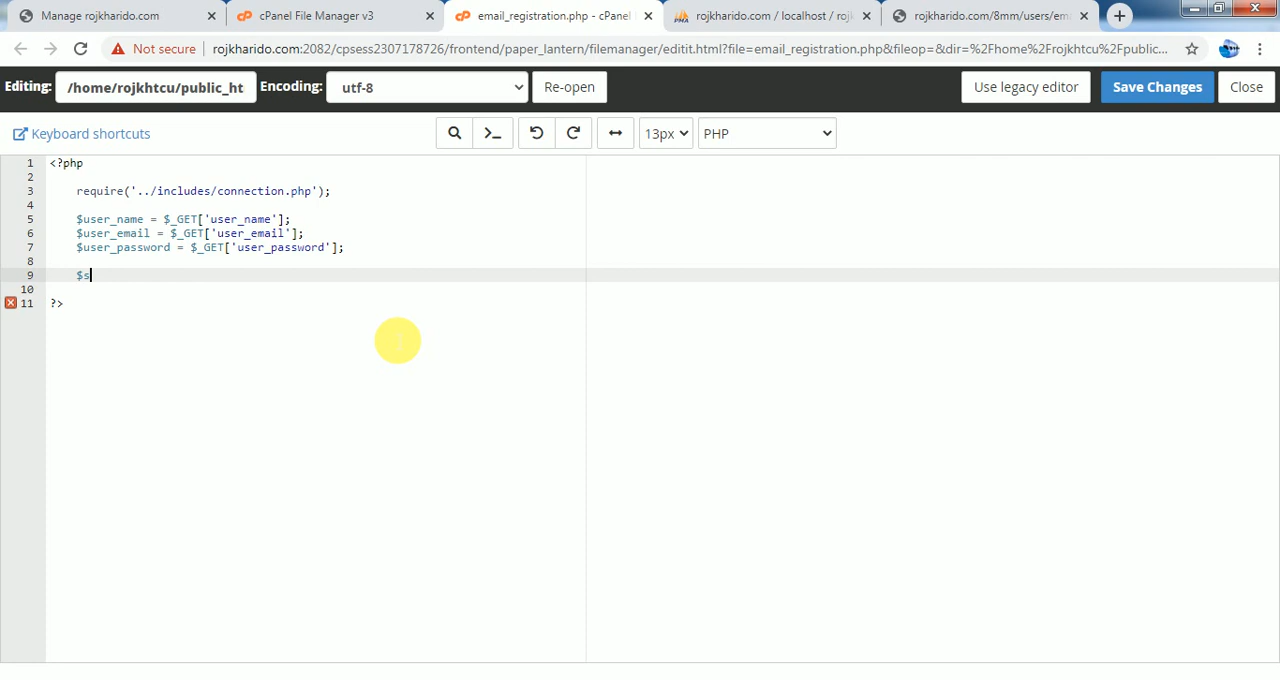 Manage rojkharido.com
cPanel File Manager v3
email_registration.php - cPanel
rojkharido.com / localhost / rojk
rojkharido.com/8mm/users/ema
Not secure
rojkharido.com:2082/cpsess2307178726/frontend/paper_lantern/filemanager/editit.html?file=email_registration.php&fileop=&dir=%2Fhome%2Frojkhtcu%2Fpublic...
Editing:
/home/rojkhtcu/public_ht
Encoding:
utf-8
Re-open
Use legacy editor
Save Changes
Close
Keyboard shortcuts
13px
PHP
1 <?php
2
3 require('../includes/connection.php');
4
5 $user_name = $_GET['user_name'];
6 $user_email = $_GET['user_email'];
7 $user_password = $_GET['user_password'];
8
9 $s
10
11 ?>